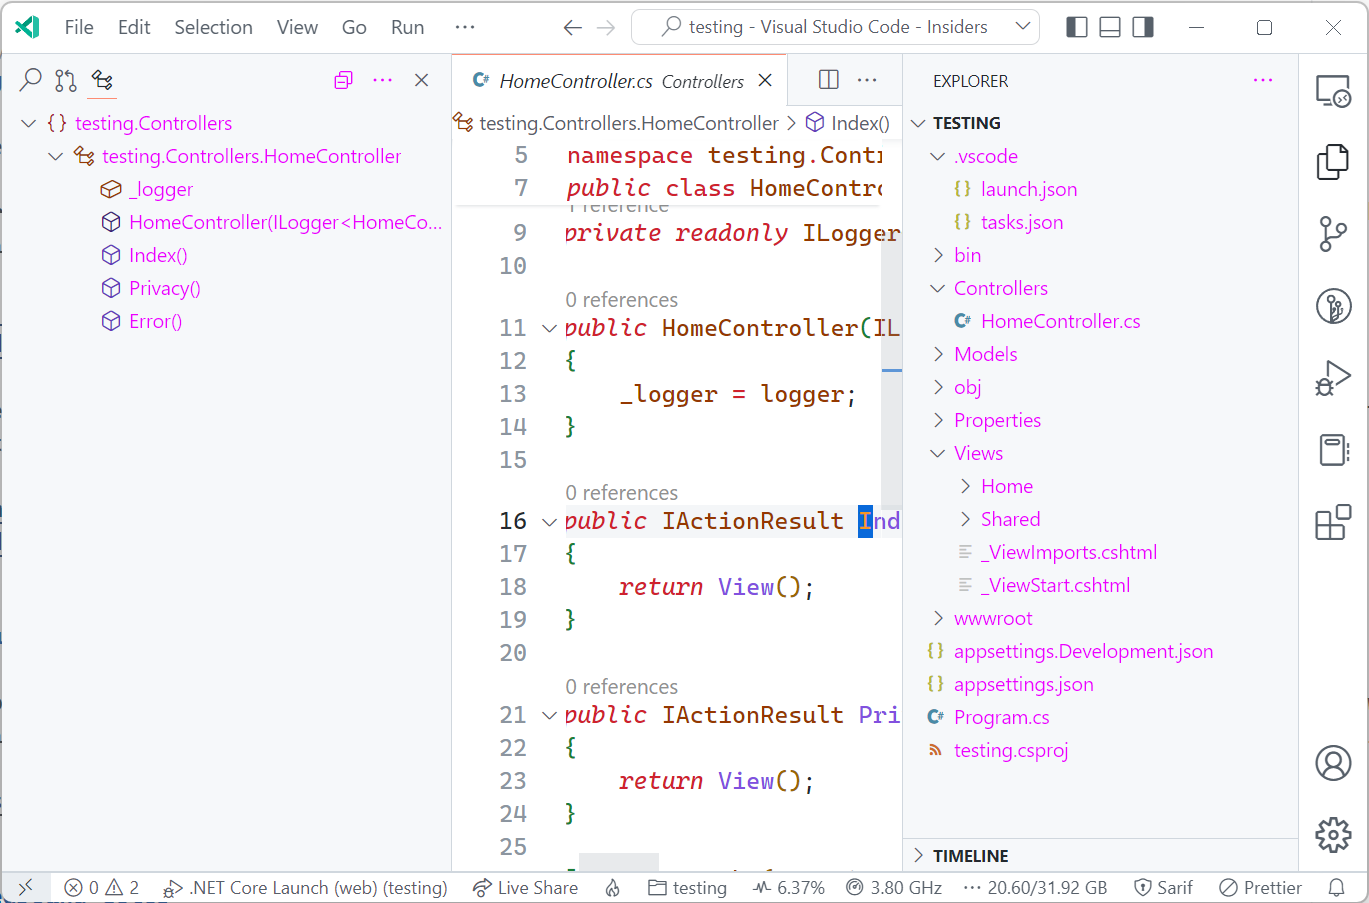 File Edit Selection View Go Run ··· testing - Visual Studio Code - Insiders
testing.Controllers
testing.Controllers.HomeController
_logger
HomeController(ILogger<HomeCo...
Index()
Privacy()
Error()
HomeController.cs Controllers
testing.Controllers.HomeController > Index()
5 namespace testing.Contr
7 public class HomeContro
1 reference
9 private readonly ILogger
10
0 references
11 public HomeController(IL
12 {
13 _logger = logger;
14 }
15
0 references
16 public IActionResult Ind
17 {
18 return View();
19 }
20
0 references
21 public IActionResult Pri
22 {
23 return View();
24 }
25
EXPLORER
TESTING
.vscode
launch.json
tasks.json
bin
Controllers
HomeController.cs
Models
obj
Properties
Views
Home
Shared
_ViewImports.cshtml
_ViewStart.cshtml
wwwroot
appsettings.Development.json
appsettings.json
Program.cs
testing.csproj
TIMELINE
0 2 .NET Core Launch (web) (testing) Live Share testing 6.37% 3.80 GHz ··· 20.60/31.92 GB Sarif Prettier